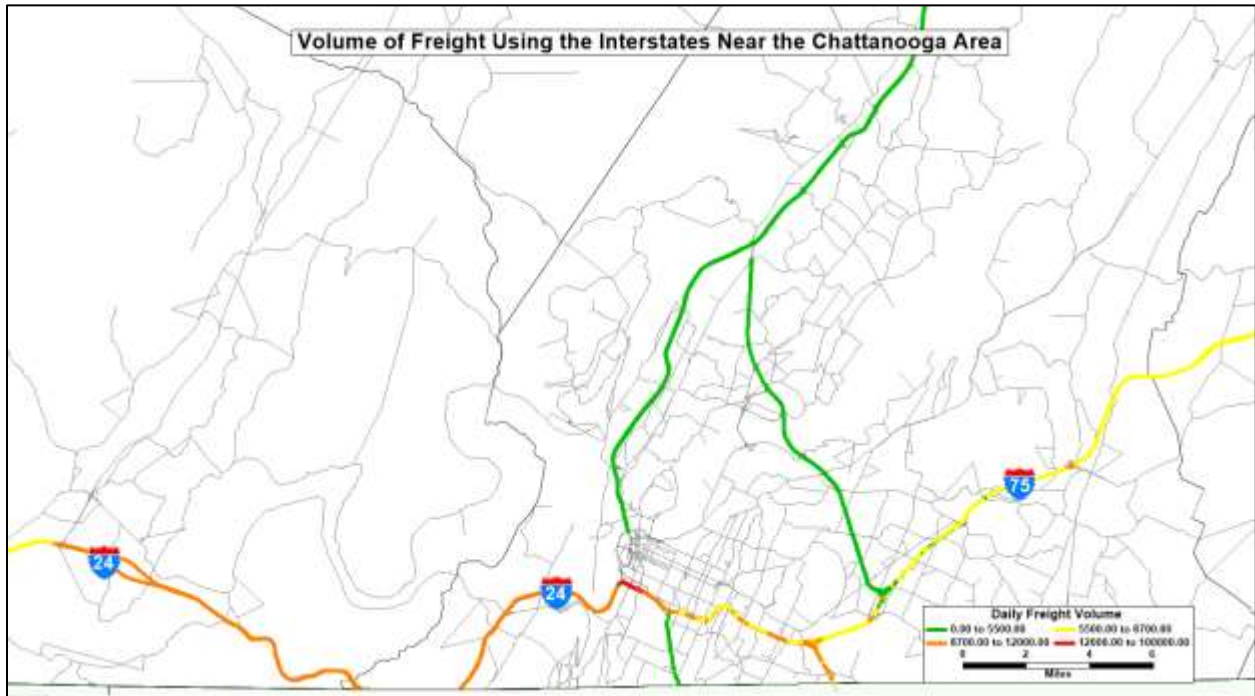 Volume of Freight Using the Interstates Near the Chattanooga Area
75
24
24
Daily Freight Volume
0.00 to 5500.00 5500.00 to 8700.00
8700.00 to 12000.00 12000.00 to 100000.00
0 2 4 6
Miles